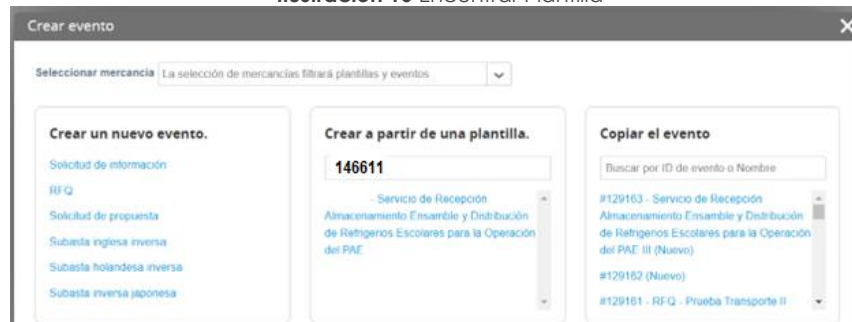 Ilustración 10 Encontrar Plantilla
Crear evento
Seleccionar mercancia La selección de mercancías filtrará plantillas y eventos
Crear un nuevo evento.
Solicitud de información
RFQ
Solicitud de propuesta
Subasta inglesa inversa
Subasta holandesa inversa
Subasta inversa japonesa
Crear a partir de una plantilla.
146611
- Servicio de Recepción
Almacenamiento Ensamble y Distribución
de Refrigerios Escolares para la Operación
del PAE
Copiar el evento
Buscar por ID de evento o Nombre
#129163 - Servicio de Recepción
Almacenamiento Ensamble y Distribución
de Refrigerios Escolares para la Operación
del PAE III (Nuevo)
#129162 (Nuevo)
#129161 - RFQ - Prueba Transporte II